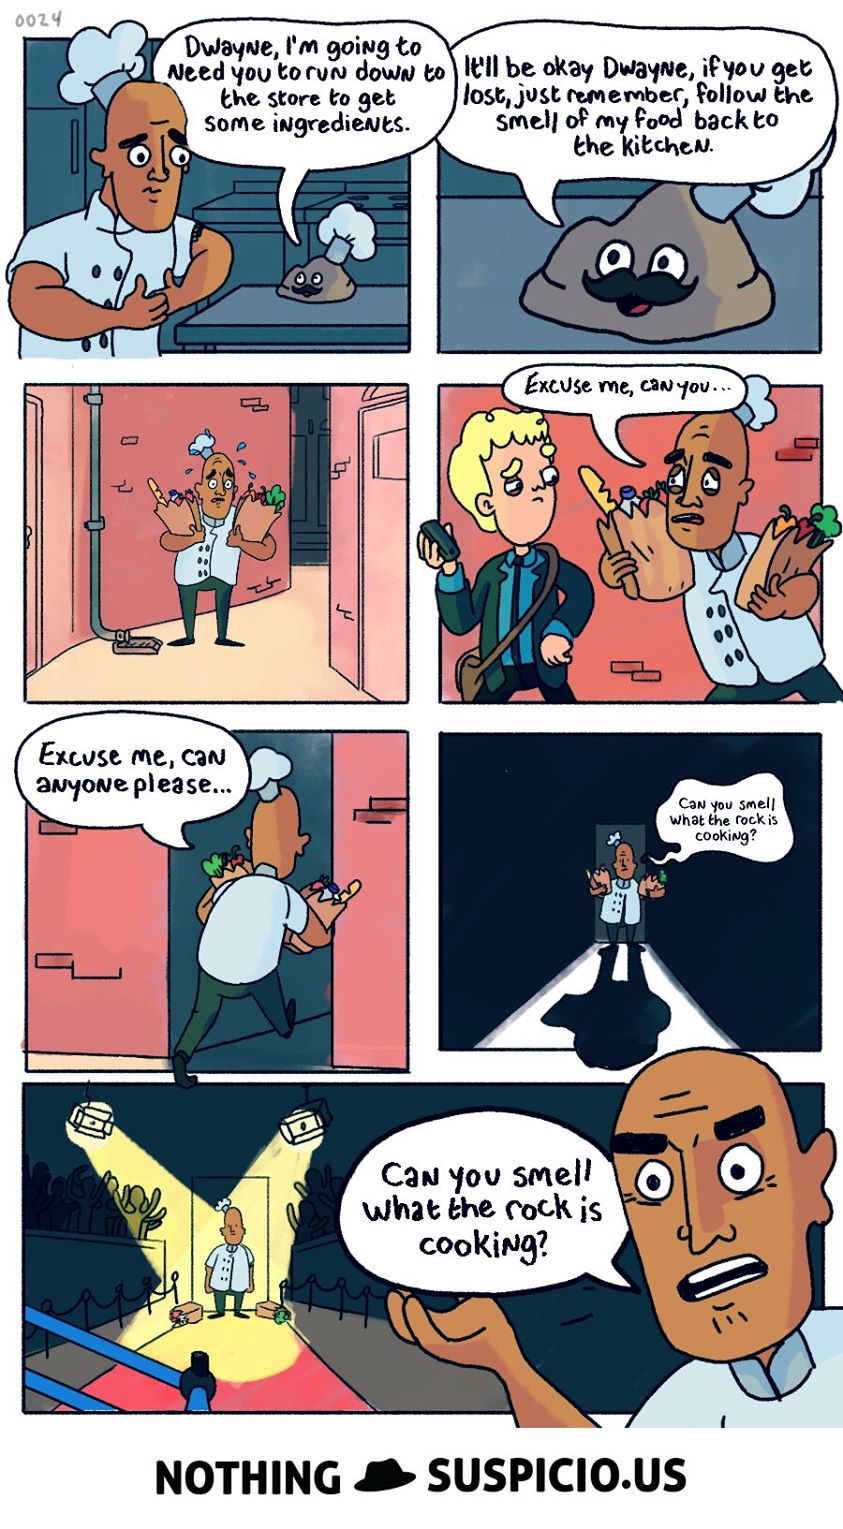 0024
Dwayne, I'm going to
need you to run down to
the store to get
some ingredients.
It'll be okay Dwayne, if you get
lost, just remember, follow the
smell of my food back to
the kitchen.
Excuse me, can you...
Excuse me, can
anyone please...
Can you smell
what the rock is
cooking?
Can you smell
what the rock is
cooking?
NOTHING SUSPICIO.US